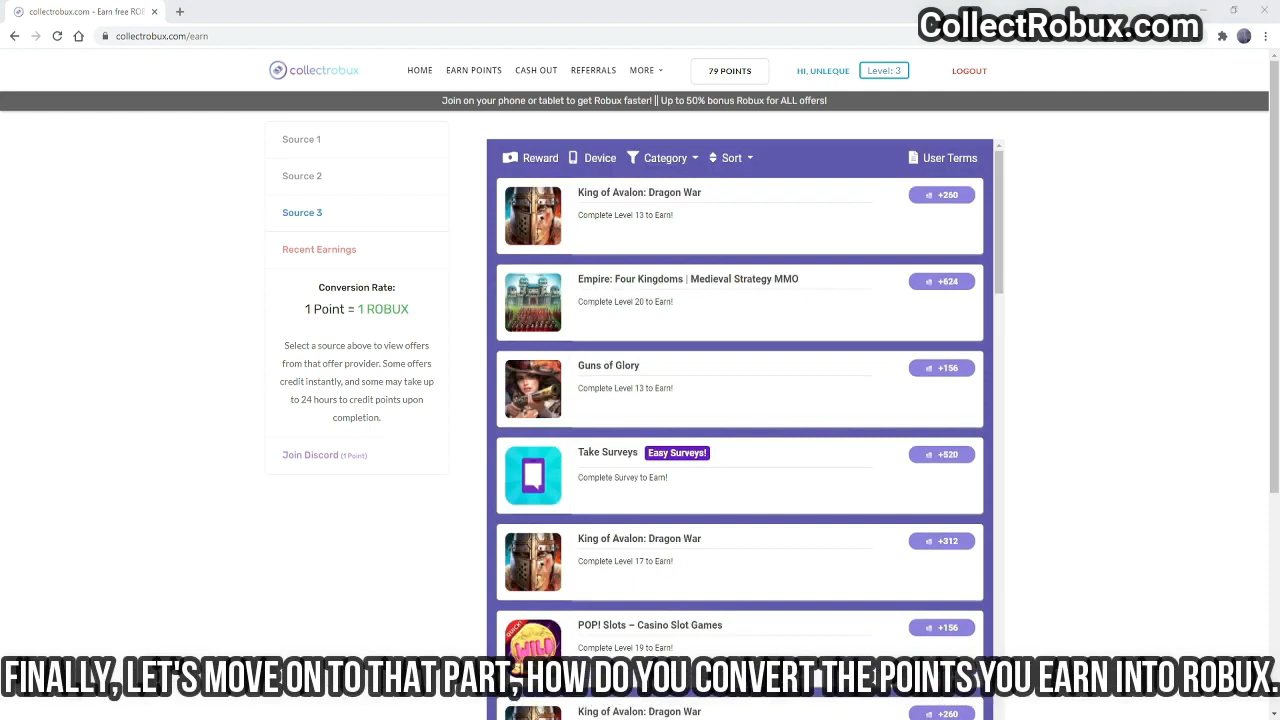 collectrobux.com - Earn free ROB
CollectRobux.com
collectrobux.com/earn
collectrobux
HOME
EARN POINTS
CASH OUT
REFERRALS
MORE
79 POINTS
HI, UNLEQUE
Level: 3
LOGOUT
Join on your phone or tablet to get Robux faster! || Up to 50% bonus Robux for ALL offers!
Source 1
Source 2
Source 3
Recent Earnings
Conversion Rate:
1 Point = 1 ROBUX
Select a source above to view offers
from that offer provider. Some offers
credit instantly, and some may take up
to 24 hours to credit points upon
completion.
Join Discord (1 Point)
Reward
Device
Category
Sort
User Terms
King of Avalon: Dragon War
+260
Complete Level 13 to Earn!
Empire: Four Kingdoms | Medieval Strategy MMO
+624
Complete Level 20 to Earn!
Guns of Glory
+156
Complete Level 13 to Earn!
Take Surveys Easy Surveys!
+520
Complete Survey to Earn!
King of Avalon: Dragon War
+312
Complete Level 17 to Earn!
POP! Slots – Casino Slot Games
+156
Complete Level 19 to Earn!
WILD
FINALLY, LET'S MOVE ON TO THAT PART, HOW DO YOU CONVERT THE POINTS YOU EARN INTO ROBUX.
King of Avalon: Dragon War
+260